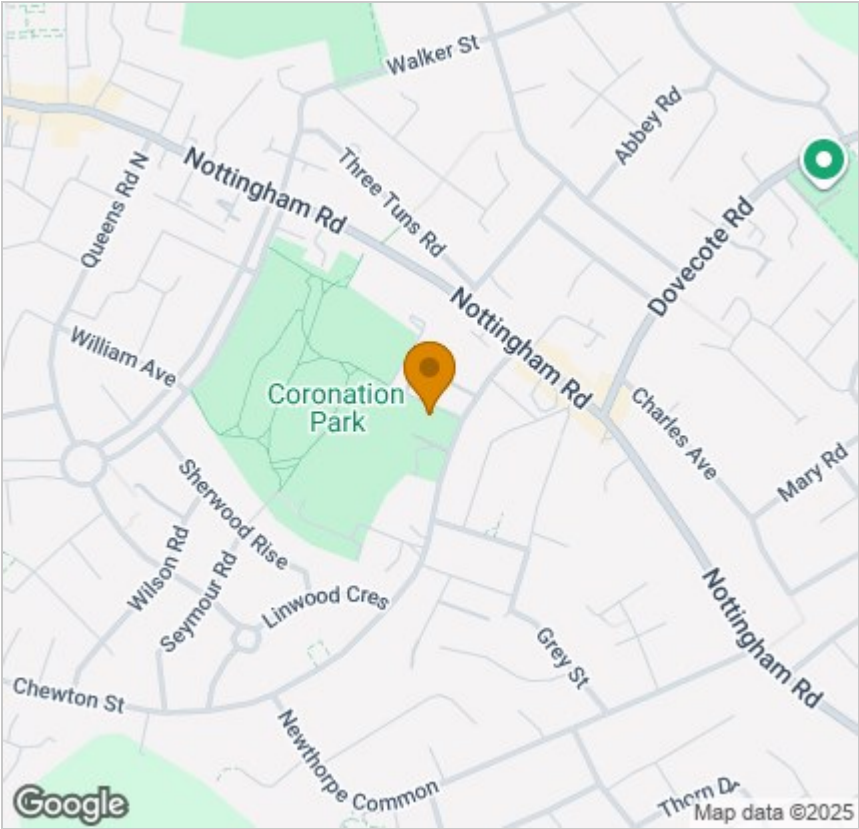 Walker St
Abbey Rd
Three Tuns Rd
Nottingham Rd
Queens Rd N
Dovecote Rd
Nottingham Rd
William Ave
Coronation
Park
Charles Ave
Mary Rd
Sherwood Rise
Wilson Rd
Seymour Rd
Linwood Cres
Nottingham Rd
Grey St
Chewton St
Newthorpe Common
Thorn Dr
Google
Map data ©2025